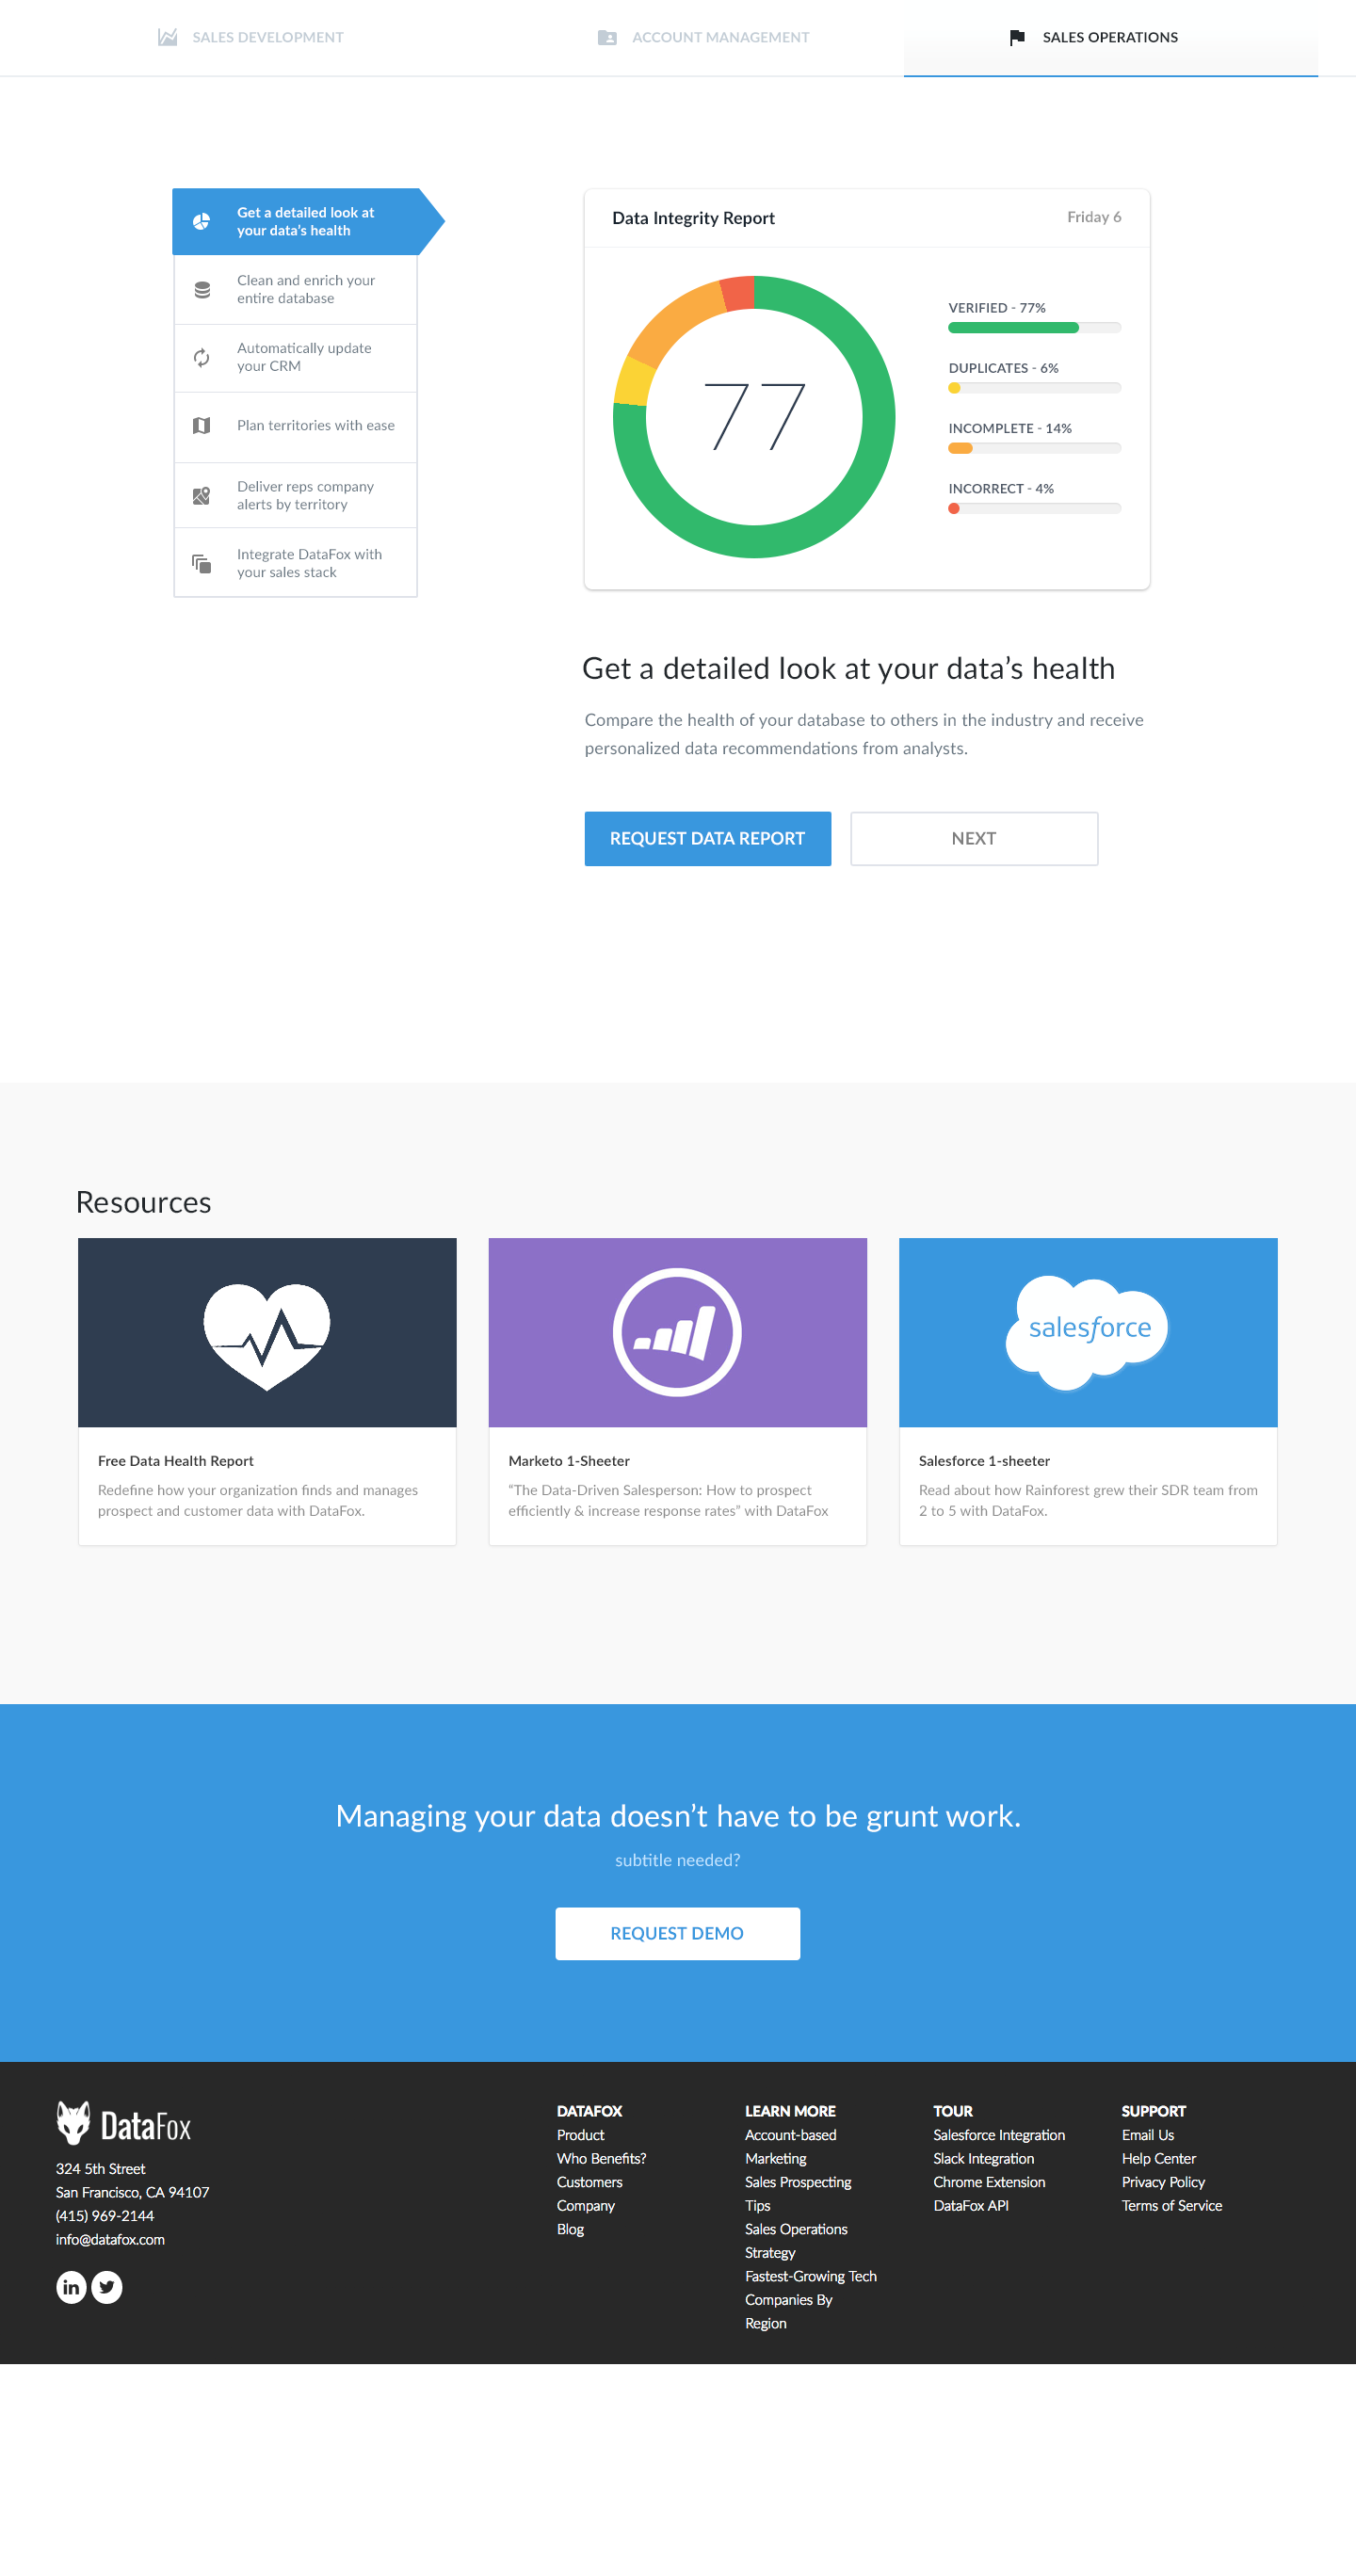 SALES DEVELOPMENT
ACCOUNT MANAGEMENT
SALES OPERATIONS
Get a detailed look at
your data’s health
Clean and enrich your
entire database
Automatically update
your CRM
Plan territories with ease
Deliver reps company
alerts by territory
Integrate DataFox with
your sales stack
Data Integrity Report
Friday 6
77
VERIFIED - 77%
DUPLICATES - 6%
INCOMPLETE - 14%
INCORRECT - 4%
Get a detailed look at your data’s health
Compare the health of your database to others in the industry and receive
personalized data recommendations from analysts.
REQUEST DATA REPORT
NEXT
Resources
salesforce
Free Data Health Report
Redefine how your organization finds and manages
prospect and customer data with DataFox.
Marketo 1-Sheeter
“The Data-Driven Salesperson: How to prospect
efficiently & increase response rates” with DataFox
Salesforce 1-sheeter
Read about how Rainforest grew their SDR team from
2 to 5 with DataFox.
Managing your data doesn’t have to be grunt work.
subtitle needed?
REQUEST DEMO
DataFox
324 5th Street
San Francisco, CA 94107
(415) 969-2144
info@datafox.com
in
DATAFOX
Product
Who Benefits?
Customers
Company
Blog
LEARN MORE
Account-based
Marketing
Sales Prospecting
Tips
Sales Operations
Strategy
Fastest-Growing Tech
Companies By
Region
TOUR
Salesforce Integration
Slack Integration
Chrome Extension
DataFox API
SUPPORT
Email Us
Help Center
Privacy Policy
Terms of Service